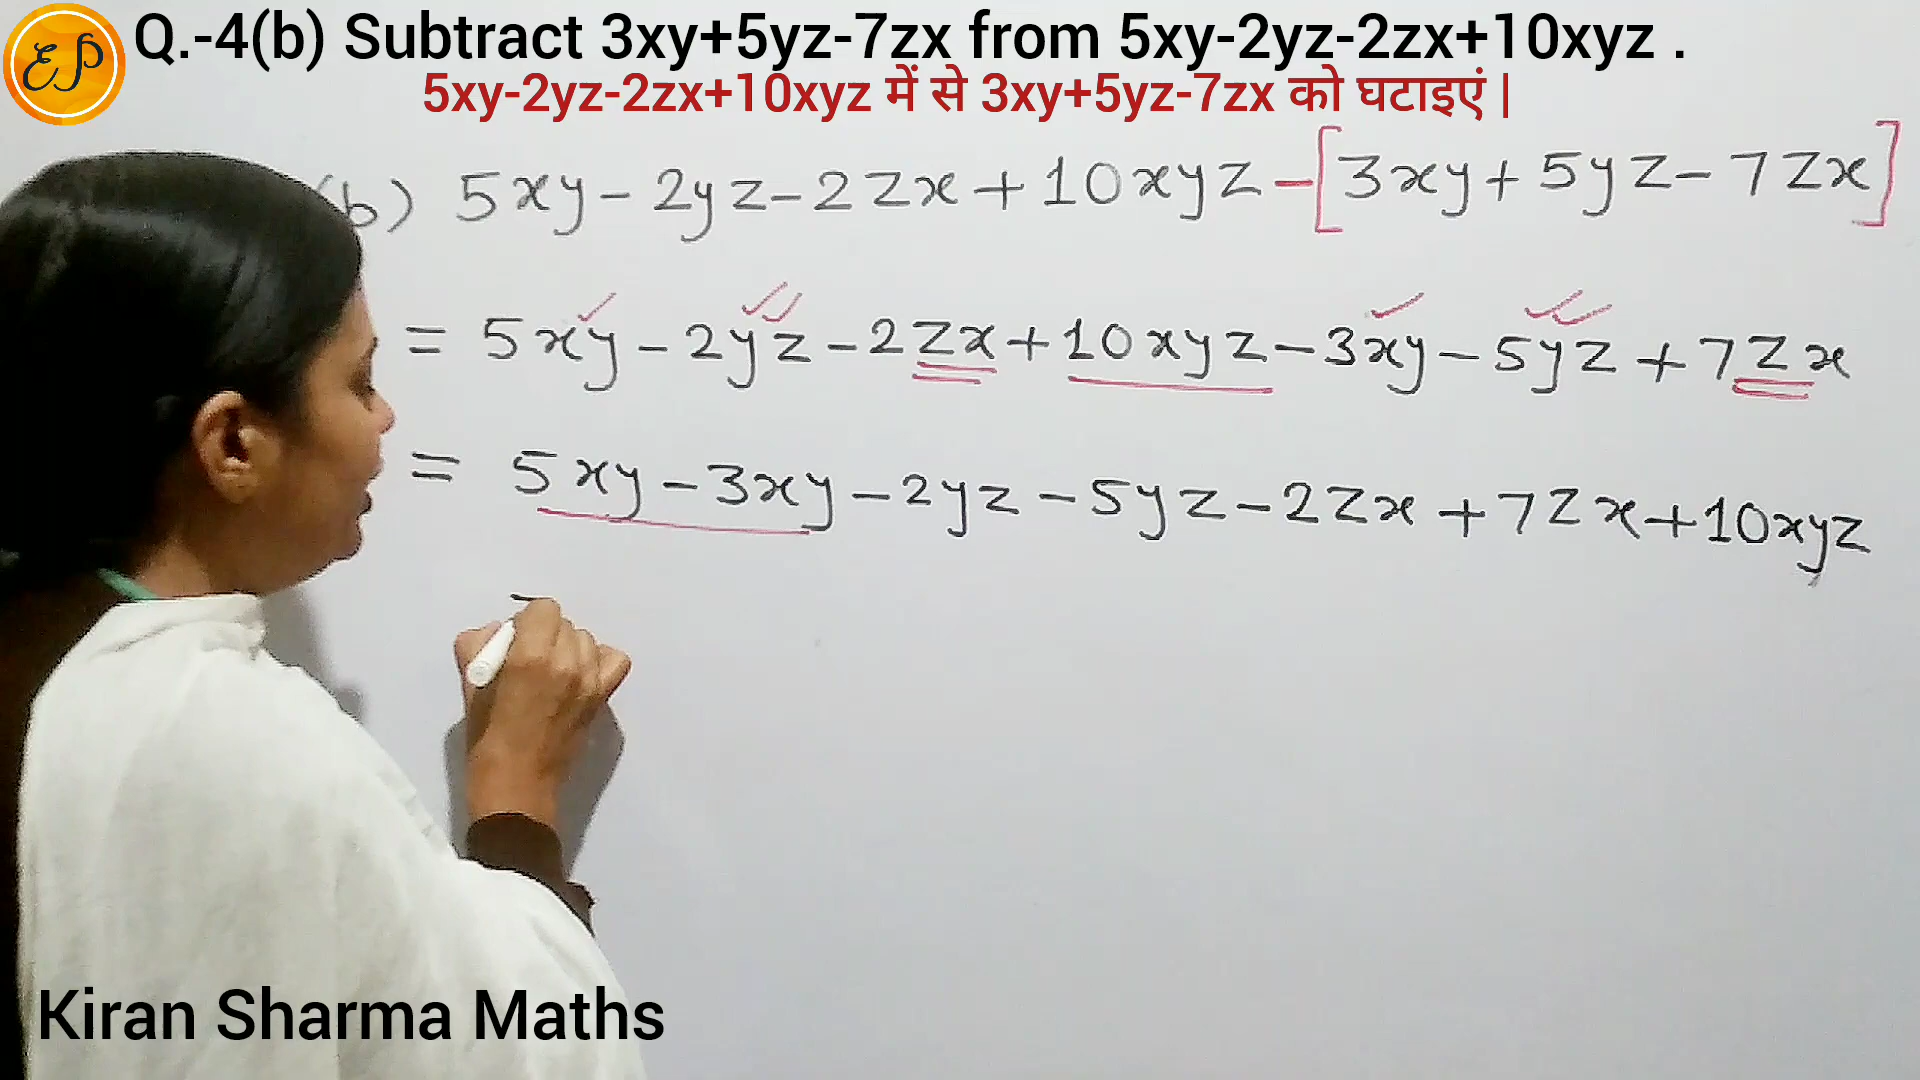 EP
Q.-4(b) Subtract 3xy+5yz-7zx from 5xy-2yz-2zx+10xyz .
5xy-2yz-2zx+10xyz में से 3xy+5yz-7zx को घटाइएं |
(b) 5xy-2yz-2zx+10xyz-[3xy+5yz-7zx]
= 5xy-2yz-2zx+10xyz-3xy-5yz+7zx
= 5xy-3xy-2yz-5yz-2zx+7zx+10xyz
Kiran Sharma Maths